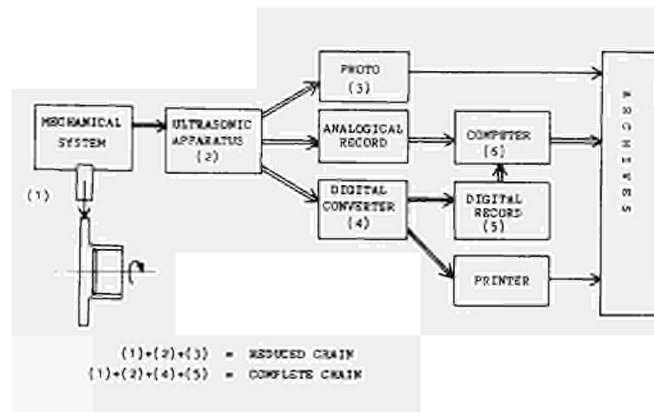 PHOTO
(3)
MECHANICAL
SYSTEM
ULTRASONIC
APPARATUS
(2)
ANALOGICAL
RECORD
COMPUTER
(6)
(1)
DIGITAL
CONVERTER
(4)
DIGITAL
RECORD
(5)
PRINTER
ARCHIVES
(1)+(2)+(3) = REDUCED CHAIN
(1)+(2)+(4)+(5) = COMPLETE CHAIN